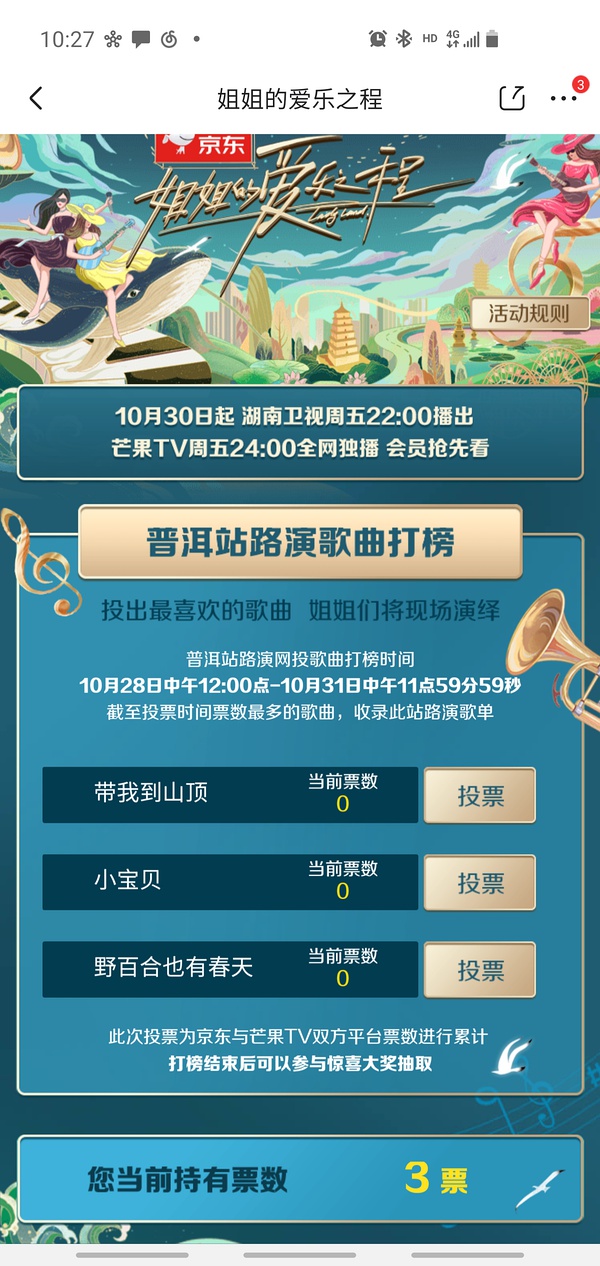 10:27
HD 4G
姐姐的爱乐之程
3
京东
姐姐的爱乐之程
活动规则
10月30日起 湖南卫视周五22:00播出
芒果TV周五24:00全网独播 会员抢先看
普洱站路演歌曲打榜
投出最喜欢的歌曲 姐姐们将现场演绎
普洱站路演网投歌曲打榜时间
10月28日中午12:00点-10月31日中午11点59分59秒
截至投票时间票数最多的歌曲，收录此站路演歌单
带我到山顶
当前票数
0
投票
小宝贝
当前票数
0
投票
野百合也有春天
当前票数
0
投票
此次投票为京东与芒果TV双方平台票数进行累计
打榜结束后可以参与惊喜大奖抽取
您当前持有票数
3 票